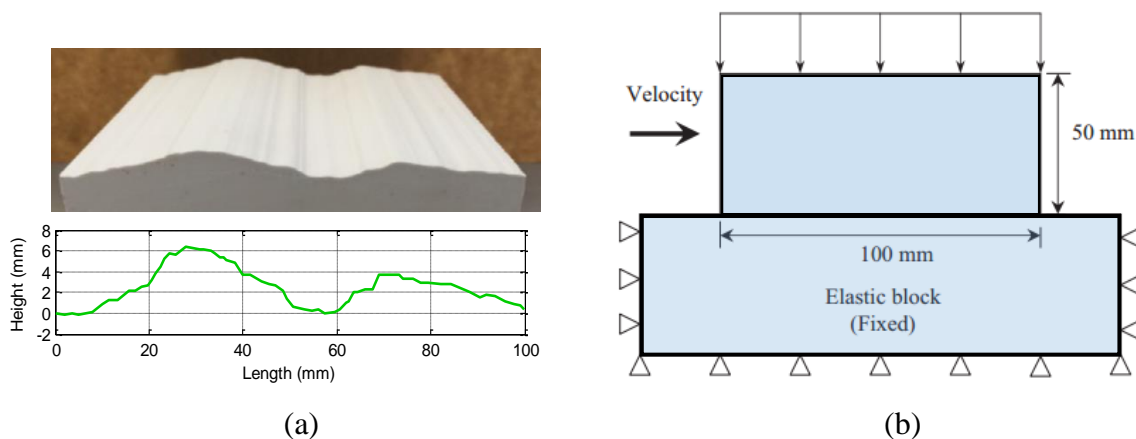 8
6
4
2
0
-2
Height (mm)
0 20 40 60 80 100
Length (mm)
(a)
Velocity
50 mm
100 mm
Elastic block
(Fixed)
(b)